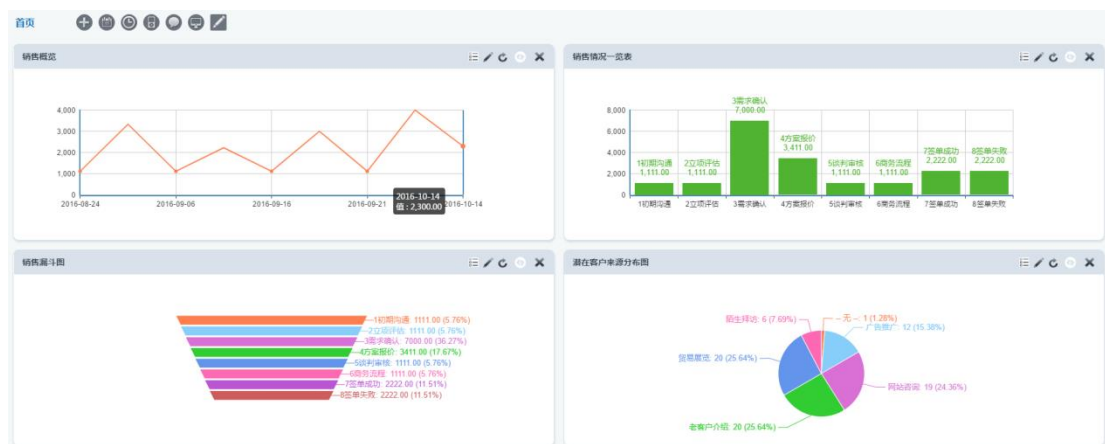 首页
销售概览
4,000
3,000
2,000
1,000
0
2016-08-24
2016-09-06
2016-09-16
2016-09-21
2016-10-14
2016-10-14
值 : 2,300.00
销售情况一览表
8,000
6,000
4,000
2,000
0
1初期沟通
1,111.00
2立项评估
1,111.00
3需求确认
7,000.00
4方案报价
3,411.00
5谈判审核
1,111.00
6商务流程
1,111.00
7签单成功
2,222.00
8签单失败
2,222.00
1初期沟通
2立项评估
3需求确认
4方案报价
5谈判审核
6商务流程
7签单成功
8签单失败
销售漏斗图
1初期沟通: 1111.00 (5.76%)
2立项评估: 1111.00 (5.76%)
3需求确认: 7000.00 (36.27%)
4方案报价: 3411.00 (17.67%)
5谈判审核: 1111.00 (5.76%)
6商务流程: 1111.00 (5.76%)
7签单成功: 2222.00 (11.51%)
8签单失败: 2222.00 (11.51%)
潜在客户来源分布图
陌生拜访: 6 (7.69%)
-- 无 --: 1 (1.28%)
广告推广: 12 (15.38%)
贸易展览: 20 (25.64%)
网站咨询: 19 (24.36%)
老客户介绍: 20 (25.64%)